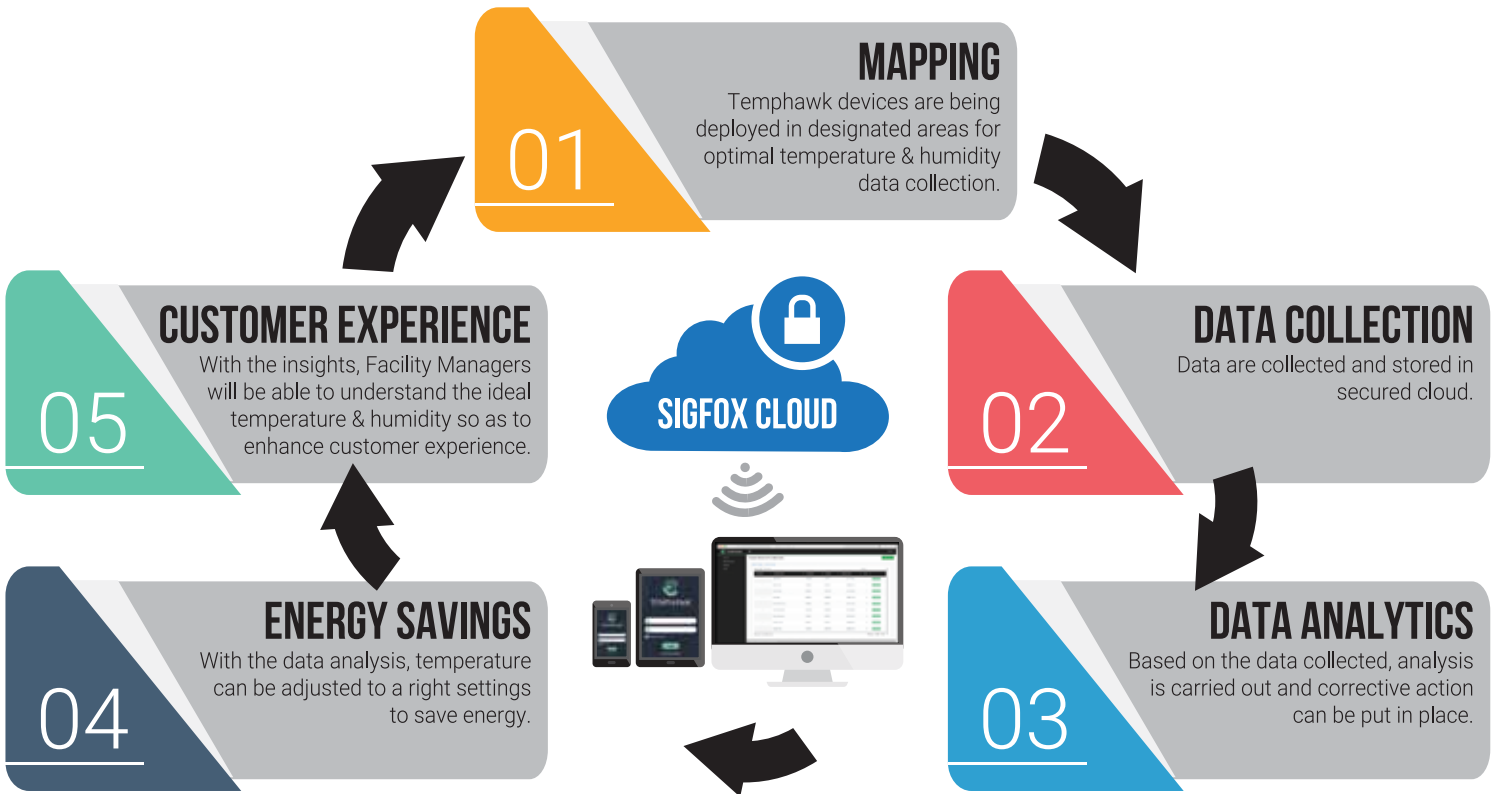 01
MAPPING
Temphawk devices are being
deployed in designated areas for
optimal temperature & humidity
data collection.
02
DATA COLLECTION
Data are collected and stored in
secured cloud.
03
DATA ANALYTICS
Based on the data collected, analysis
is carried out and corrective action
can be put in place.
04
ENERGY SAVINGS
With the data analysis, temperature
can be adjusted to a right settings
to save energy.
05
CUSTOMER EXPERIENCE
With the insights, Facility Managers
will be able to understand the ideal
temperature & humidity so as to
enhance customer experience.
SIGFOX CLOUD